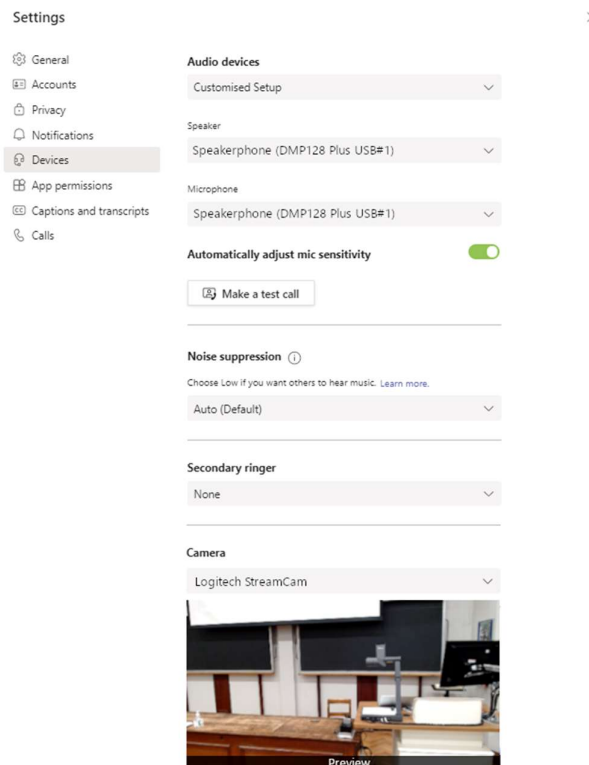 Settings
General
Accounts
Privacy
Notifications
Devices
App permissions
Captions and transcripts
Calls
Audio devices
Customised Setup
Speaker
Speakerphone (DMP128 Plus USB#1)
Microphone
Speakerphone (DMP128 Plus USB#1)
Automatically adjust mic sensitivity
Make a test call
Noise suppression
Choose Low if you want others to hear music. Learn more.
Auto (Default)
Secondary ringer
None
Camera
Logitech StreamCam
Preview